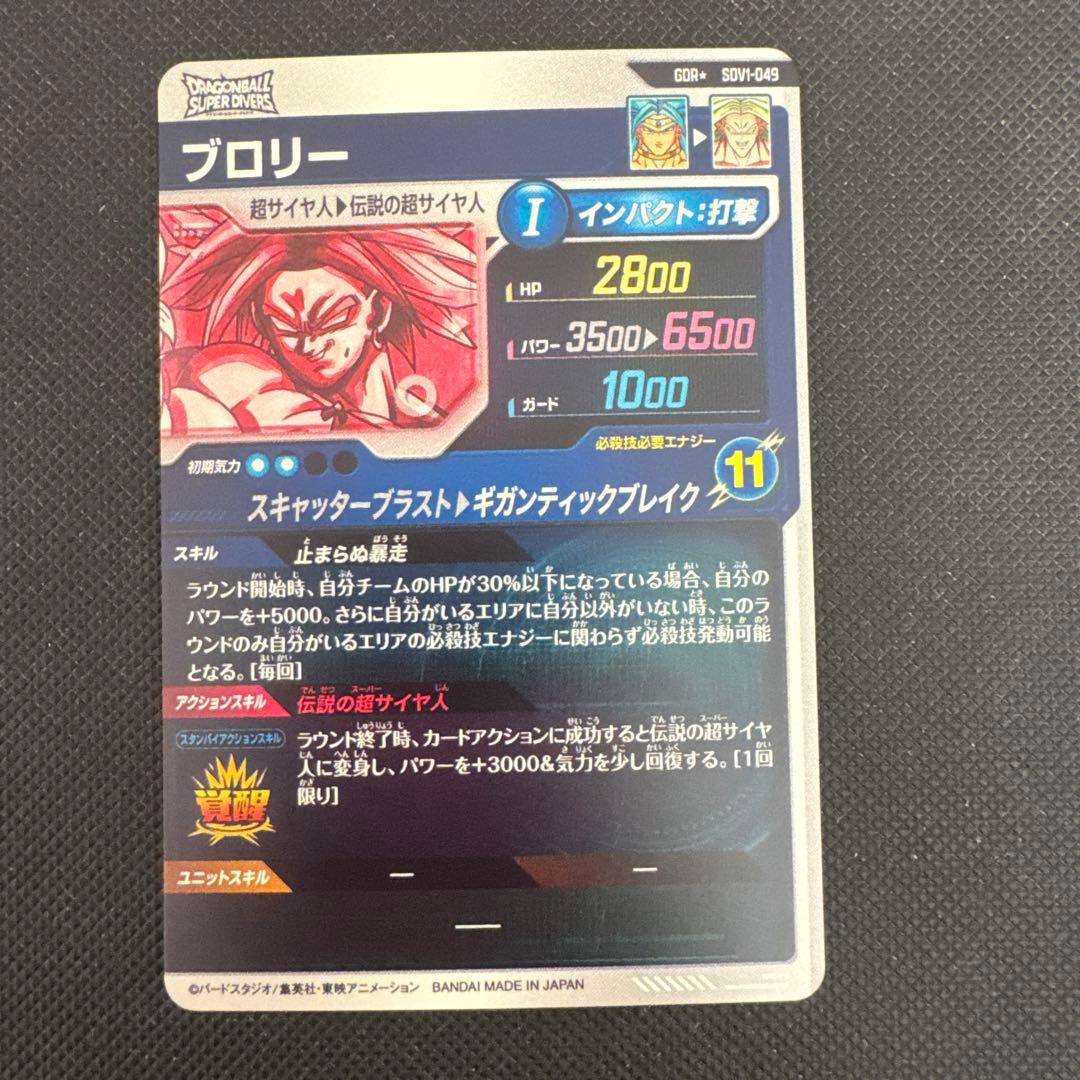 GDR★ SDV1-049
DRAGONBALL
SUPER DIVERS
ブロリー
超サイヤ人▶伝説の超サイヤ人
I インパクト:打撃
HP 2800
パワー 3500▶6500
ガード 1000
必殺技必要エナジー
11
初期気力
スキャッターブラスト▶ギガンティックブレイク
スキル 止まらぬ暴走
ラウンド開始時、自分チームのHPが30%以下になっている場合、自分の
パワーを+5000。さらに自分がいるエリアに自分以外がいない時、このラ
ウンドのみ自分がいるエリアの必殺技エナジーに関わらず必殺技発動可能
となる。[毎回]
アクションスキル 伝説の超サイヤ人
スタンバイアクションスキル
ラウンド終了時、カードアクションに成功すると伝説の超サイヤ
人に変身し、パワーを+3000&気力を少し回復する。[1回
限り]
覚醒
ユニットスキル ー ー
ー
©バードスタジオ/集英社・東映アニメーション BANDAI MADE IN JAPAN